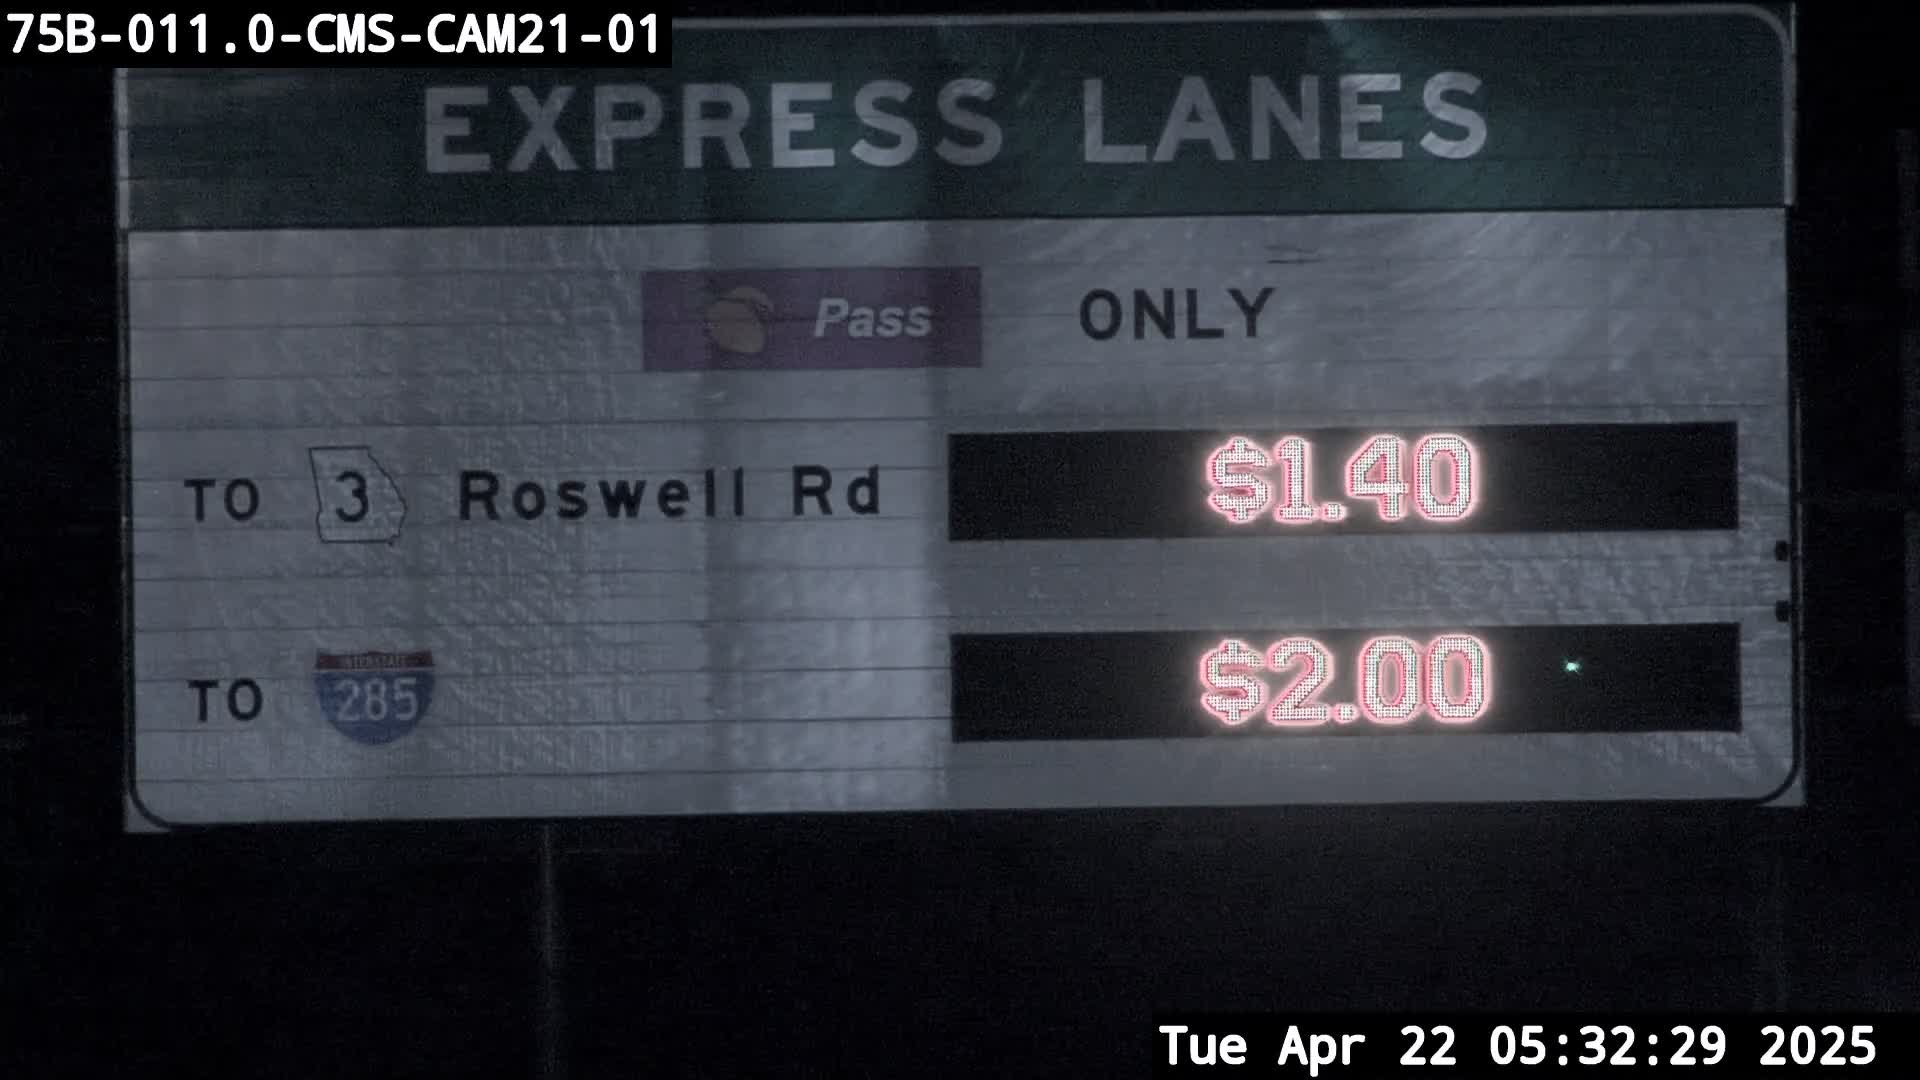 75B-011.0-CMS-CAM21-01
EXPRESS LANES
Pass ONLY
TO 3 Roswell Rd $1.40
INTERSTATE
TO 285 $2.00
Tue Apr 22 05:32:29 2025